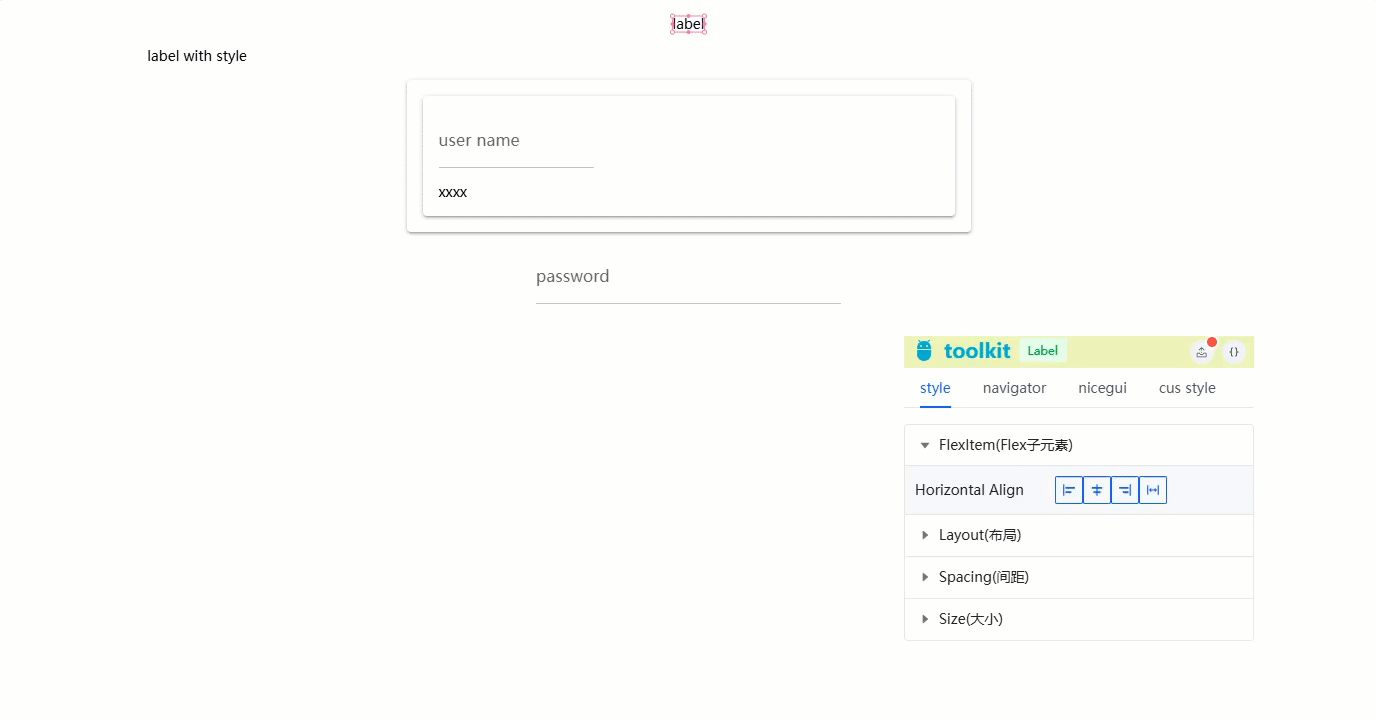 label
label with style
user name
xxxx
password
toolkit Label {}
style navigator nicegui cus style
FlexItem(Flex子元素)
Horizontal Align
Layout(布局)
Spacing(间距)
Size(大小)